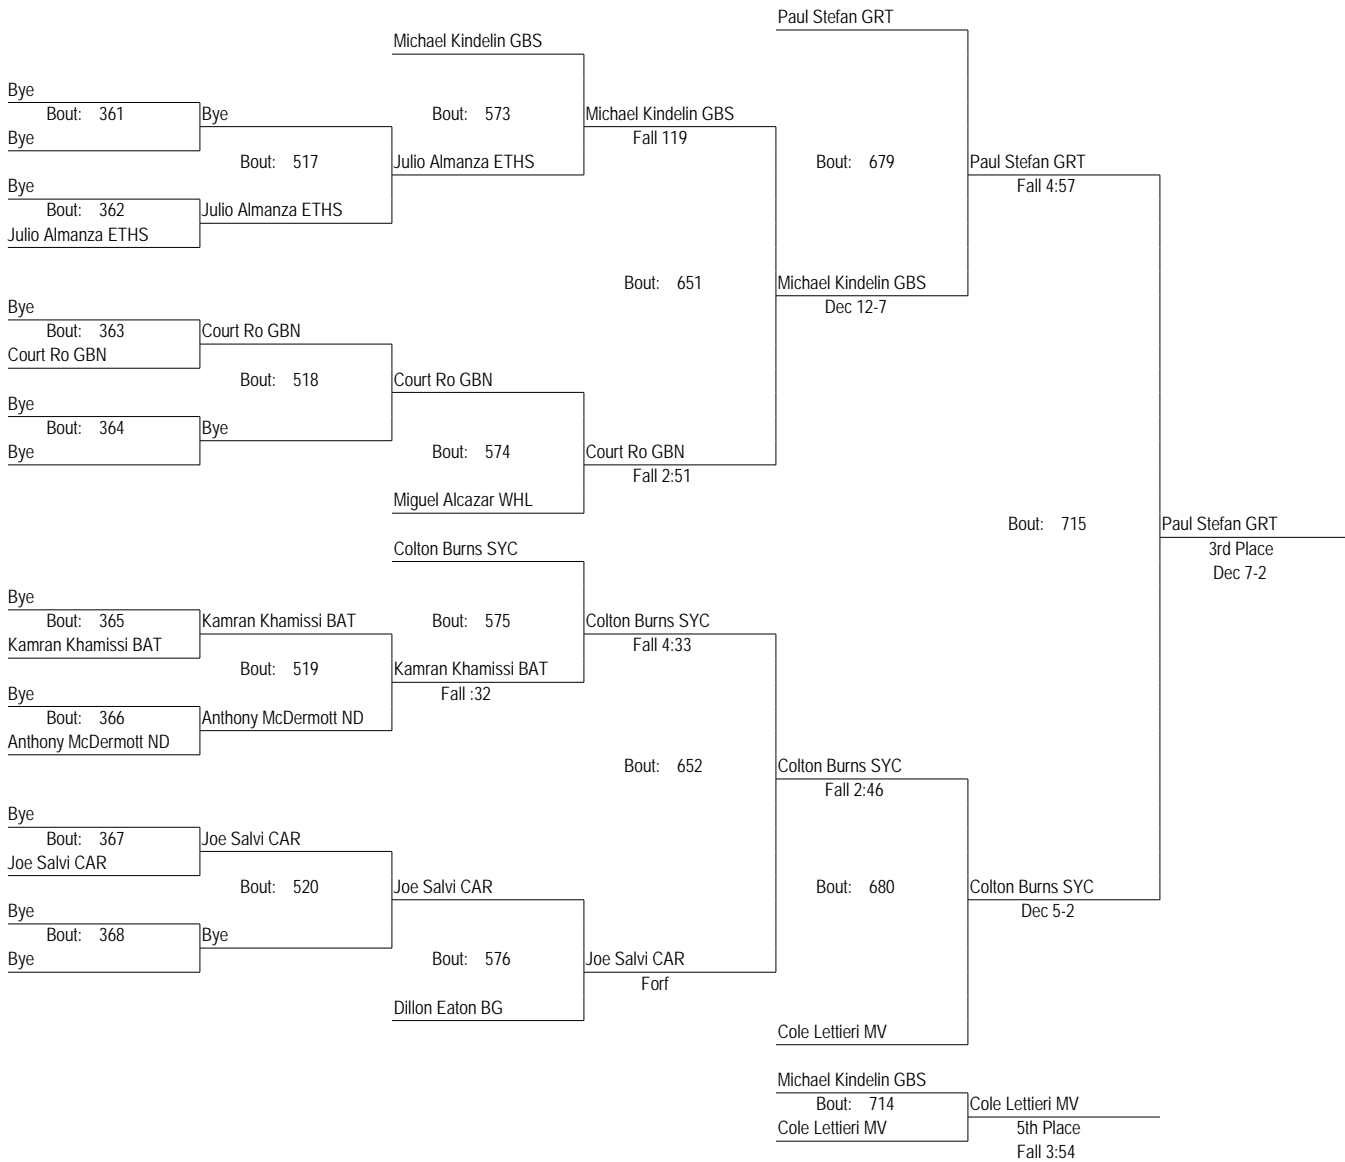 Paul Stefan GRT
Michael Kindelin GBS
Bye
Bout: 361
Bye
Bout: 573
Michael Kindelin GBS
Bye
Fall 119
Bout: 517
Julio Almanza ETHS
Bout: 679
Paul Stefan GRT
Bye
Fall 4:57
Bout: 362
Julio Almanza ETHS
Julio Almanza ETHS
Bout: 651
Michael Kindelin GBS
Bye
Dec 12-7
Bout: 363
Court Ro GBN
Court Ro GBN
Bout: 518
Court Ro GBN
Bye
Bout: 364
Bye
Bye
Bout: 574
Court Ro GBN
Fall 2:51
Miguel Alcazar WHL
Bout: 715
Paul Stefan GRT
Colton Burns SYC
3rd Place
Dec 7-2
Bye
Bout: 365
Kamran Khamissi BAT
Bout: 575
Colton Burns SYC
Kamran Khamissi BAT
Fall 4:33
Bout: 519
Kamran Khamissi BAT
Bye
Fall :32
Bout: 366
Anthony McDermott ND
Anthony McDermott ND
Bout: 652
Colton Burns SYC
Fall 2:46
Bye
Bout: 367
Joe Salvi CAR
Joe Salvi CAR
Bout: 520
Joe Salvi CAR
Bout: 680
Colton Burns SYC
Bye
Dec 5-2
Bout: 368
Bye
Bye
Bout: 576
Joe Salvi CAR
Forf
Dillon Eaton BG
Cole Lettieri MV
Michael Kindelin GBS
Bout: 714
Cole Lettieri MV
Cole Lettieri MV
5th Place
Fall 3:54